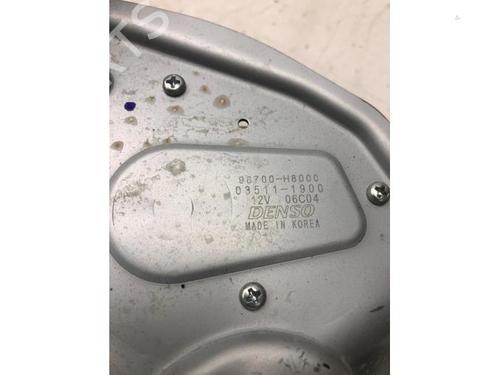 98700-H8000
03511-1900
12V 06C04
DENSO
MADE IN KOREA